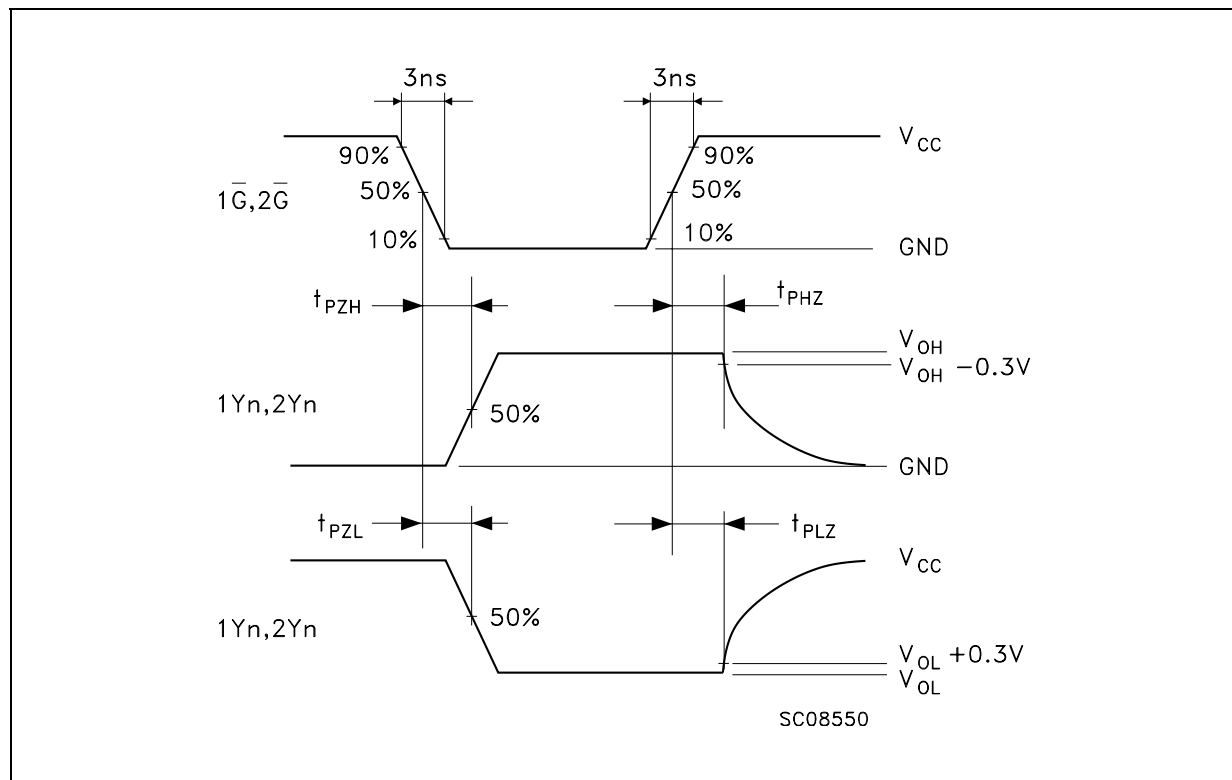 3ns 3ns
V_CC
90% 90%
1G̅,2G̅ 50% 50%
10% 10%
GND
t_PZH t_PHZ
V_OH
V_OH −0.3V
1Yn,2Yn 50%
GND
t_PZL t_PLZ
V_CC
1Yn,2Yn 50%
V_OL +0.3V
V_OL
SC08550